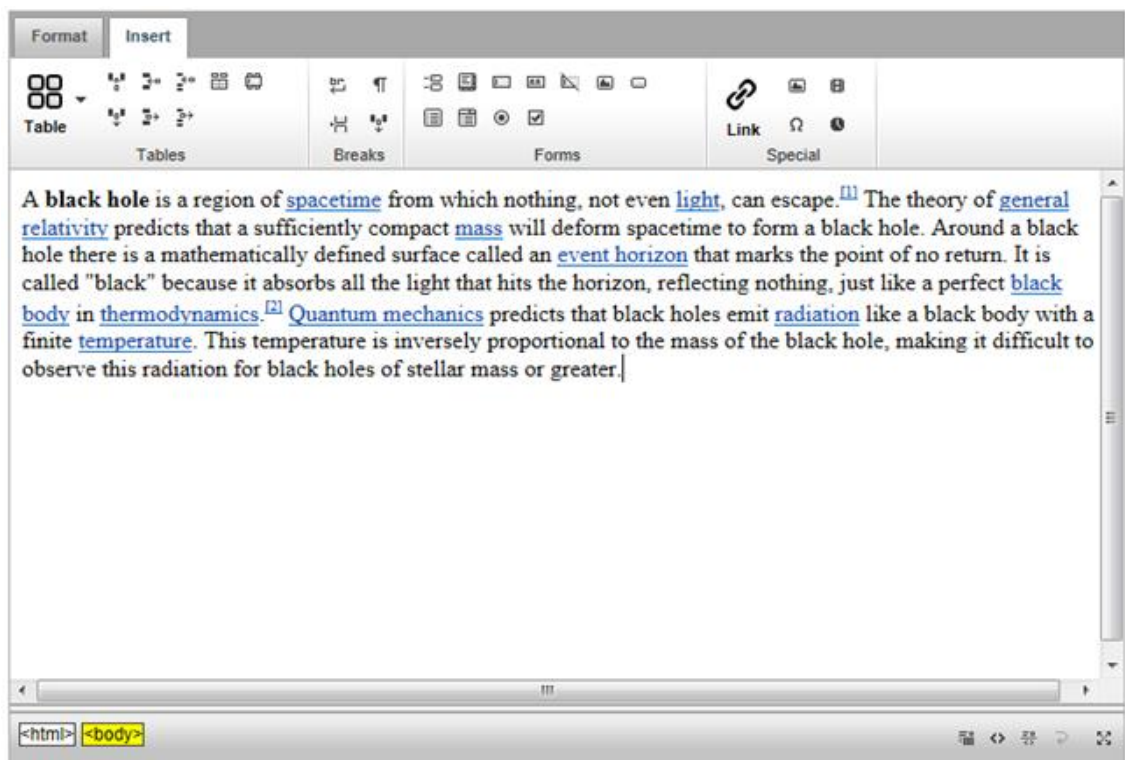 Format Insert
Table
Link
Tables Breaks Forms Special
A black hole is a region of spacetime from which nothing, not even light, can escape.[1] The theory of general
relativity predicts that a sufficiently compact mass will deform spacetime to form a black hole. Around a black
hole there is a mathematically defined surface called an event horizon that marks the point of no return. It is
called "black" because it absorbs all the light that hits the horizon, reflecting nothing, just like a perfect black
body in thermodynamics.[2] Quantum mechanics predicts that black holes emit radiation like a black body with a
finite temperature. This temperature is inversely proportional to the mass of the black hole, making it difficult to
observe this radiation for black holes of stellar mass or greater.
<html> <body>